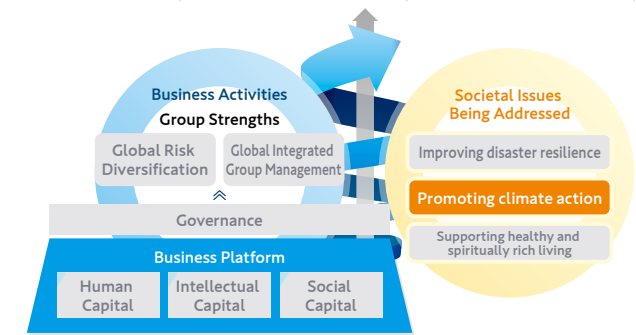 Business Activities
Group Strengths
Global Risk
Diversification
Global Integrated
Group Management
Governance
Business Platform
Human
Capital
Intellectual
Capital
Social
Capital
Societal Issues
Being Addressed
Improving disaster resilience
Promoting climate action
Supporting healthy and
spiritually rich living